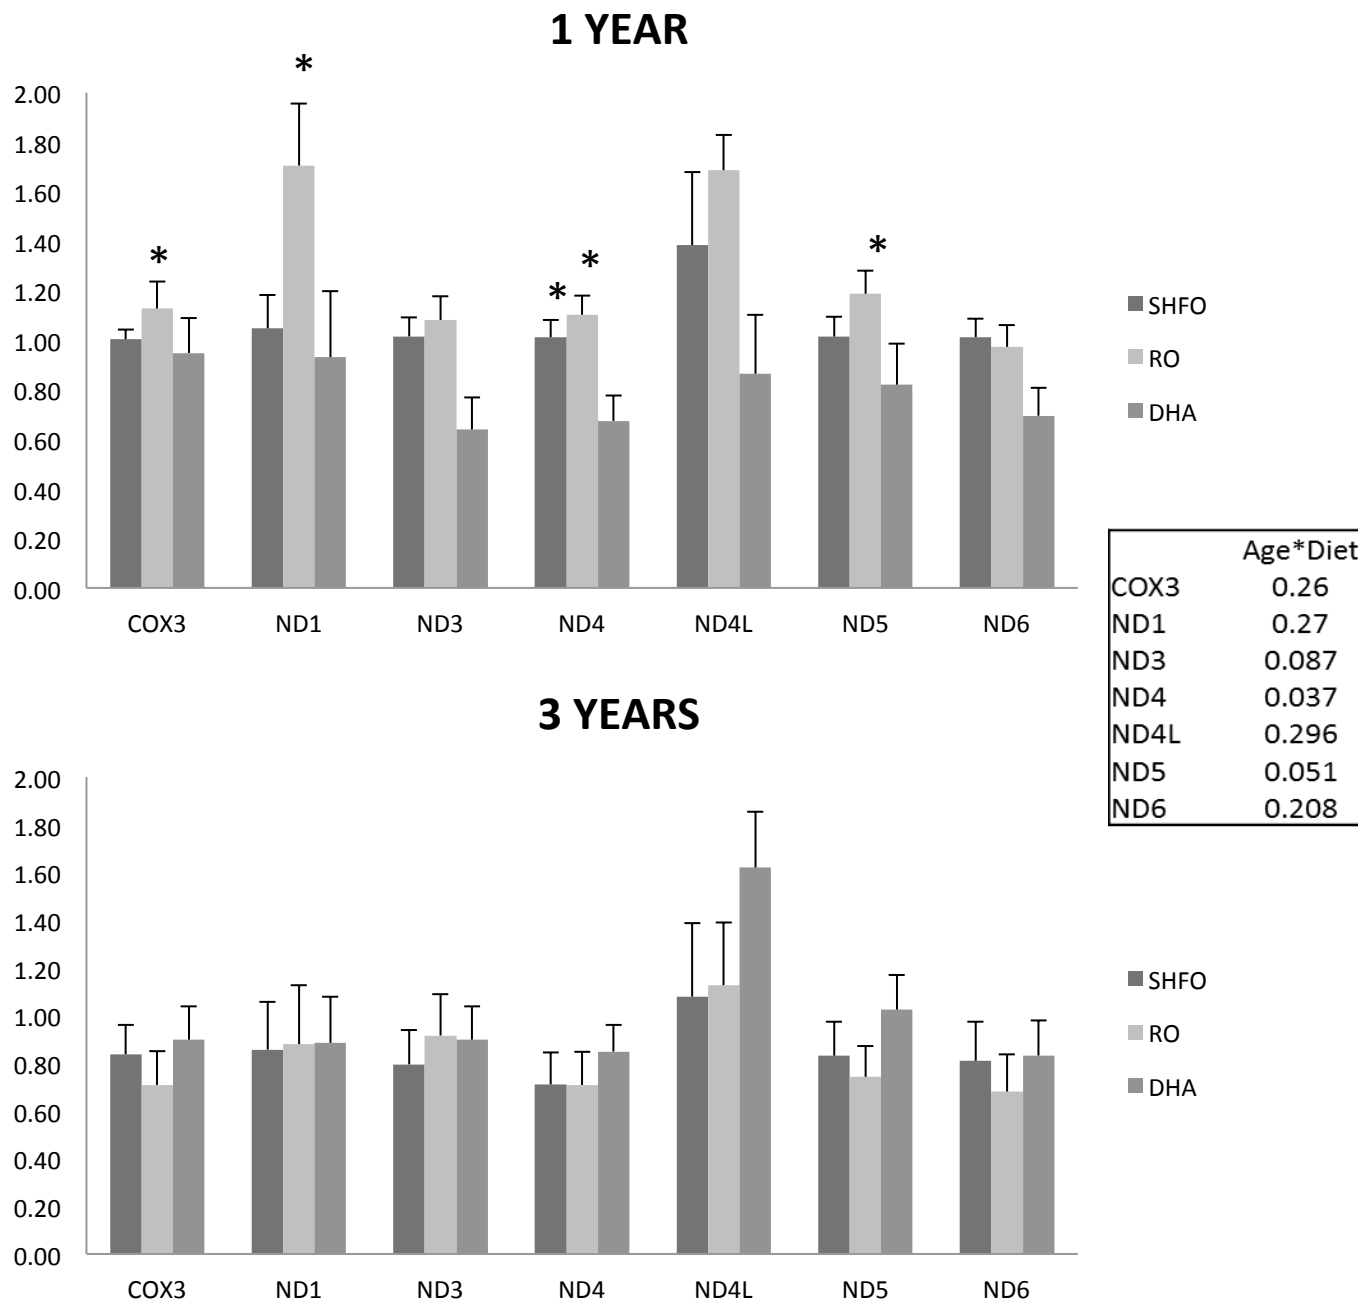 1 YEAR
*
*
*
*
*
2.00
1.80
1.60
1.40
1.20
1.00
0.80
0.60
0.40
0.20
0.00
COX3 ND1 ND3 ND4 ND4L ND5 ND6
SHFO
RO
DHA
Age*Diet
COX3 0.26
ND1 0.27
ND3 0.087
ND4 0.037
ND4L 0.296
ND5 0.051
ND6 0.208
3 YEARS
2.00
1.80
1.60
1.40
1.20
1.00
0.80
0.60
0.40
0.20
0.00
COX3 ND1 ND3 ND4 ND4L ND5 ND6
SHFO
RO
DHA